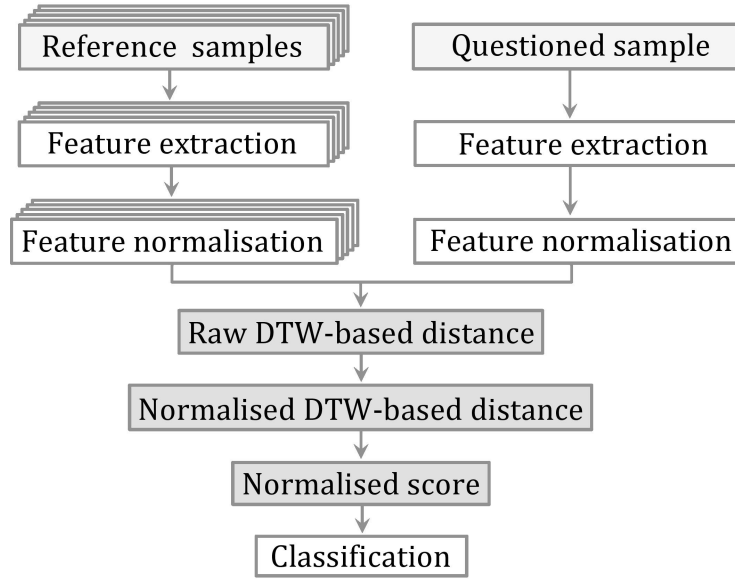 Reference samples
Questioned sample
Feature extraction
Feature extraction
Feature normalisation
Feature normalisation
Raw DTW-based distance
Normalised DTW-based distance
Normalised score
Classification